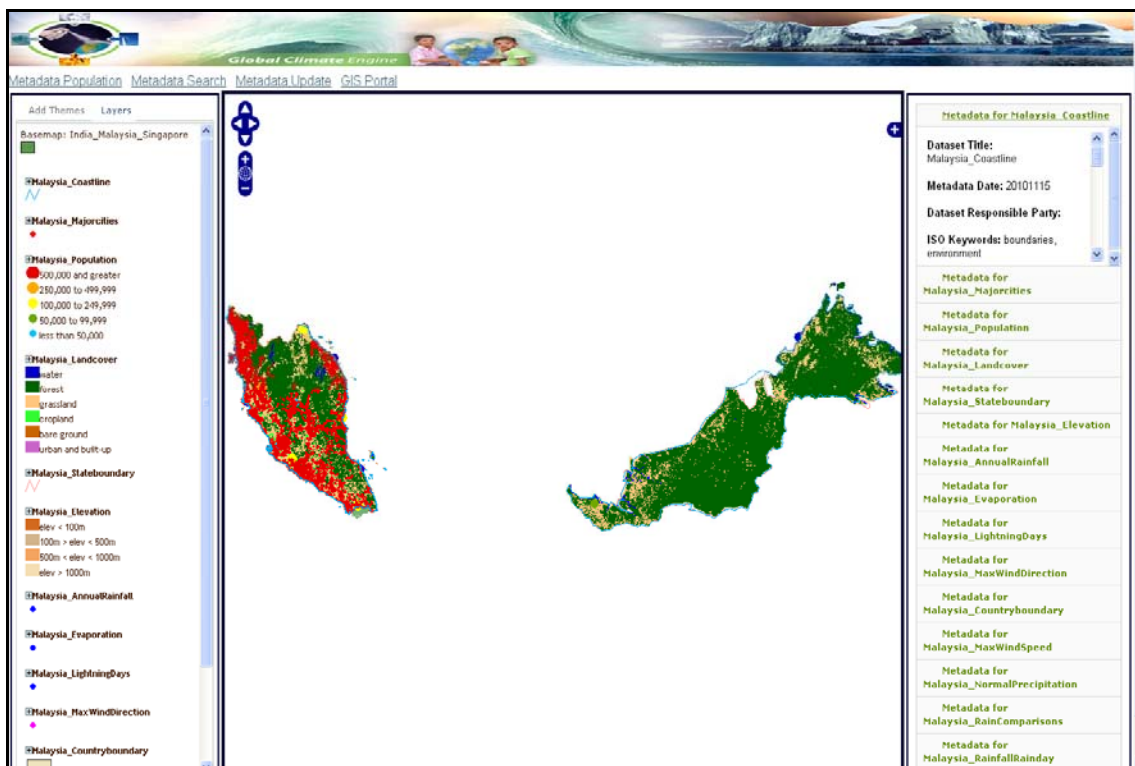 Global Climate Engine
Metadata Population Metadata Search Metadata Update GIS Portal
Add Themes Layers
Basemap: India_Malaysia_Singapore
Malaysia_Coastline
Malaysia_Majorcities
Malaysia_Population
500,000 and greater
250,000 to 499,999
100,000 to 249,999
50,000 to 99,999
less than 50,000
Malaysia_Landcover
water
forest
grassland
cropland
bare ground
urban and built-up
Malaysia_Stateboundary
Malaysia_Elevation
elev < 100m
100m > elev < 500m
500m < elev < 1000m
elev > 1000m
Malaysia_AnnualRainfall
Malaysia_Evaporation
Malaysia_LightningDays
Malaysia_MaxWindDirection
Malaysia_Countryboundary
Metadata for Malaysia_Coastline
Dataset Title:
Malaysia_Coastline
Metadata Date: 20101115
Dataset Responsible Party:
ISO Keywords: boundaries,
environment
Metadata for
Malaysia_Majorcities
Metadata for
Malaysia_Population
Metadata for
Malaysia_Landcover
Metadata for
Malaysia_Stateboundary
Metadata for Malaysia_Elevation
Metadata for
Malaysia_AnnualRainfall
Metadata for
Malaysia_Evaporation
Metadata for
Malaysia_LightningDays
Metadata for
Malaysia_MaxWindDirection
Metadata for
Malaysia_Countryboundary
Metadata for
Malaysia_MaxWindSpeed
Metadata for
Malaysia_NormalPrecipitation
Metadata for
Malaysia_RainComparisons
Metadata for
Malaysia_RainfallRainday